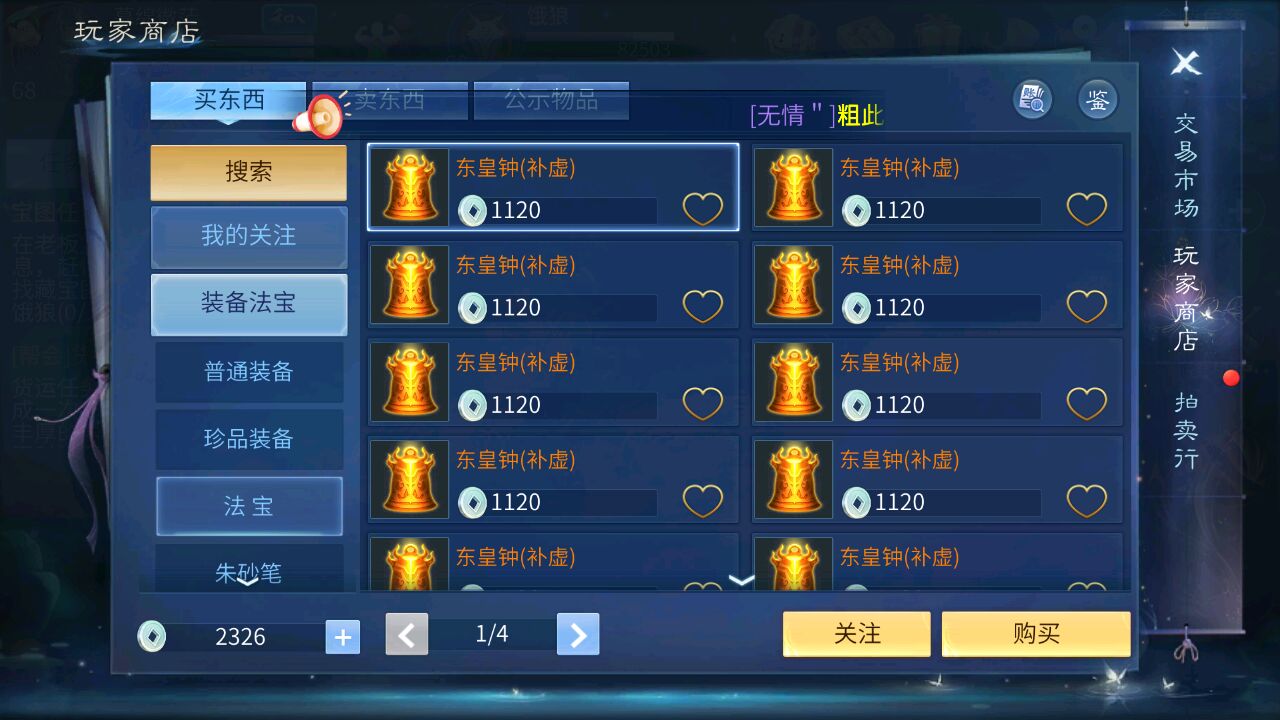 玩家商店
买东西
卖东西
公示物品
[无情＂]粗此
鉴
搜索
我的关注
装备法宝
普通装备
珍品装备
法宝
朱砂笔
东皇钟(补虚)
1120
东皇钟(补虚)
1120
东皇钟(补虚)
1120
东皇钟(补虚)
1120
东皇钟(补虚)
1120
东皇钟(补虚)
1120
东皇钟(补虚)
1120
东皇钟(补虚)
1120
东皇钟(补虚)
东皇钟(补虚)
2326
1/4
关注
购买
交易市场
玩家商店
拍卖行